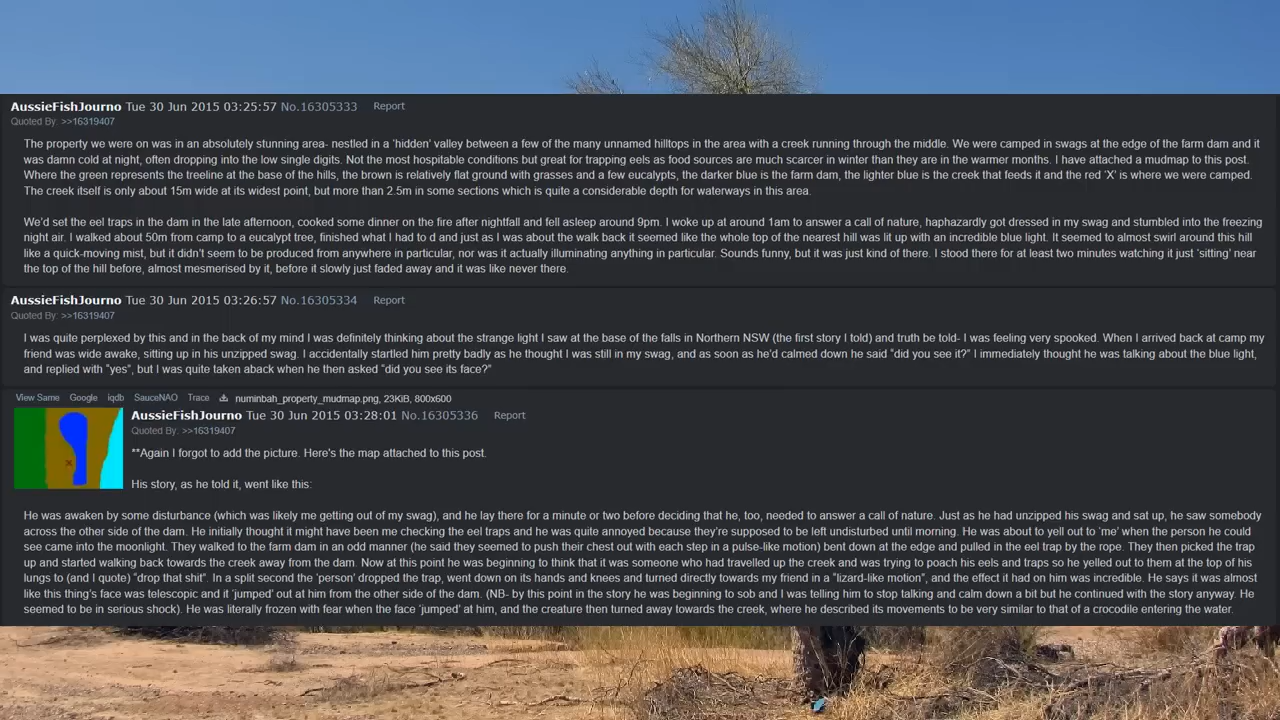 AussieFishJourno Tue 30 Jun 2015 03:25:57 No.16305333 Report
Quoted By: >>16319407
The property we were on was in an absolutely stunning area- nestled in a 'hidden' valley between a few of the many unnamed hilltops in the area with a creek running through the middle. We were camped in swags at the edge of the farm dam and it
was damn cold at night, often dropping into the low single digits. Not the most hospitable conditions but great for trapping eels as food sources are much scarcer in winter than they are in the warmer months. I have attached a mudmap to this post.
Where the green represents the treeline at the base of the hills, the brown is relatively flat ground with grasses and a few eucalypts, the darker blue is the farm dam, the lighter blue is the creek that feeds it and the red 'X' is where we were camped.
The creek itself is only about 15m wide at its widest point, but more than 2.5m in some sections which is quite a considerable depth for waterways in this area.
We'd set the eel traps in the dam in the late afternoon, cooked some dinner on the fire after nightfall and fell asleep around 9pm. I woke up at around 1am to answer a call of nature, haphazardly got dressed in my swag and stumbled into the freezing
night air. I walked about 50m from camp to a eucalypt tree, finished what I had to d and just as I was about the walk back it seemed like the whole top of the nearest hill was lit up with an incredible blue light. It seemed to almost swirl around this hill
like a quick-moving mist, but it didn't seem to be produced from anywhere in particular, nor was it actually illuminating anything in particular. Sounds funny, but it was just kind of there. I stood there for at least two minutes watching it just 'sitting' near
the top of the hill before, almost mesmerised by it, before it slowly just faded away and it was like never there.
AussieFishJourno Tue 30 Jun 2015 03:26:57 No.16305334 Report
Quoted By: >>16319407
I was quite perplexed by this and in the back of my mind I was definitely thinking about the strange light I saw at the base of the falls in Northern NSW (the first story I told) and truth be told- I was feeling very spooked. When I arrived back at camp my
friend was wide awake, sitting up in his unzipped swag. I accidentally startled him pretty badly as he thought I was still in my swag, and as soon as he'd calmed down he said "did you see it?" I immediately thought he was talking about the blue light,
and replied with "yes", but I was quite taken aback when he then asked "did you see its face?"
View Same Google iqdb SauceNAO Trace numinbah_property_mudmap.png, 23KiB, 800x600
AussieFishJourno Tue 30 Jun 2015 03:28:01 No.16305336 Report
Quoted By: >>16319407
**Again I forgot to add the picture. Here's the map attached to this post.
His story, as he told it, went like this:
He was awaken by some disturbance (which was likely me getting out of my swag), and he lay there for a minute or two before deciding that he, too, needed to answer a call of nature. Just as he had unzipped his swag and sat up, he saw somebody
across the other side of the dam. He initially thought it might have been me checking the eel traps and he was quite annoyed because they're supposed to be left undisturbed until morning. He was about to yell out to 'me' when the person he could
see came into the moonlight. They walked to the farm dam in an odd manner (he said they seemed to push their chest out with each step in a pulse-like motion) bent down at the edge and pulled in the eel trap by the rope. They then picked the trap
up and started walking back towards the creek away from the dam. Now at this point he was beginning to think that it was someone who had travelled up the creek and was trying to poach his eels and traps so he yelled out to them at the top of his
lungs to (and I quote) "drop that shit". In a split second the 'person' dropped the trap, went down on its hands and knees and turned directly towards my friend in a "lizard-like motion", and the effect it had on him was incredible. He says it was almost
like this thing's face was telescopic and it 'jumped' out at him from the other side of the dam. (NB- by this point in the story he was beginning to sob and I was telling him to stop talking and calm down a bit but he continued with the story anyway. He
seemed to be in serious shock). He was literally frozen with fear when the face 'jumped' at him, and the creature then turned away towards the creek, where he described its movements to be very similar to that of a crocodile entering the water.